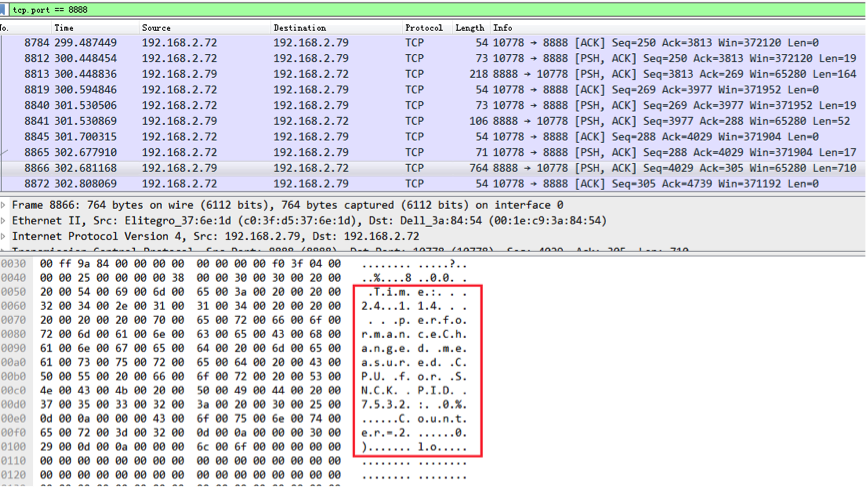 tcp.port == 8888
No. Time Source Destination Protocol Length Info
8784 299.487449 192.168.2.72 192.168.2.79 TCP 54 10778 → 8888 [ACK] Seq=250 Ack=3813 Win=372120 Len=0
8812 300.448454 192.168.2.72 192.168.2.79 TCP 73 10778 → 8888 [PSH, ACK] Seq=250 Ack=3813 Win=372120 Len=19
8813 300.448836 192.168.2.79 192.168.2.72 TCP 218 8888 → 10778 [PSH, ACK] Seq=3813 Ack=269 Win=65280 Len=164
8819 300.594846 192.168.2.72 192.168.2.79 TCP 54 10778 → 8888 [ACK] Seq=269 Ack=3977 Win=371952 Len=0
8840 301.530506 192.168.2.72 192.168.2.79 TCP 73 10778 → 8888 [PSH, ACK] Seq=269 Ack=3977 Win=371952 Len=19
8841 301.530869 192.168.2.79 192.168.2.72 TCP 106 8888 → 10778 [PSH, ACK] Seq=3977 Ack=288 Win=65280 Len=52
8845 301.700315 192.168.2.72 192.168.2.79 TCP 54 10778 → 8888 [ACK] Seq=288 Ack=4029 Win=371904 Len=0
8865 302.677910 192.168.2.72 192.168.2.79 TCP 71 10778 → 8888 [PSH, ACK] Seq=288 Ack=4029 Win=371904 Len=17
8866 302.681168 192.168.2.79 192.168.2.72 TCP 764 8888 → 10778 [PSH, ACK] Seq=4029 Ack=305 Win=65280 Len=710
8872 302.808069 192.168.2.72 192.168.2.79 TCP 54 10778 → 8888 [ACK] Seq=305 Ack=4739 Win=371192 Len=0
Frame 8866: 764 bytes on wire (6112 bits), 764 bytes captured (6112 bits) on interface 0
Ethernet II, Src: Elitegro_37:6e:1d (c0:3f:d5:37:6e:1d), Dst: Dell_3a:84:54 (00:1e:c9:3a:84:54)
Internet Protocol Version 4, Src: 192.168.2.79, Dst: 192.168.2.72
0030 00 ff 9a 84 00 00 00 00 00 00 00 00 f0 3f 04 00 ........ .....?..
0040 00 00 25 00 00 00 00 38 00 00 00 30 00 30 00 20 00 ..%....8 ..0.0.
0050 20 00 54 00 69 00 6d 00 65 00 3a 00 20 00 20 00 .T.i.m. e.:. . .
0060 32 00 34 00 2e 00 31 00 31 00 34 00 20 00 20 00 2.4...1. 1.4. . .
0070 20 00 20 00 20 00 70 00 65 00 72 00 66 00 6f 00 . . .p. e.r.f.o.
0080 72 00 6d 00 61 00 6e 00 63 00 65 00 43 00 68 00 r.m.a.n. c.e.C.h.
0090 61 00 6e 00 67 00 65 00 64 00 20 00 6d 00 65 00 a.n.g.e. d. .m.e.
00a0 61 00 73 00 75 00 72 00 65 00 64 00 20 00 43 00 a.s.u.r. e.d. .C.
00b0 50 00 55 00 20 00 66 00 6f 00 72 00 20 00 53 00 P.U. .f. o.r. .S.
00c0 4e 00 43 00 4b 00 20 00 50 00 49 00 44 00 20 00 N.C.K. . P.I.D. .
00d0 37 00 35 00 33 00 32 00 3a 00 20 00 30 00 25 00 7.5.3.2. :. .0.%.
00e0 0d 00 0a 00 00 00 43 00 6f 00 75 00 6e 00 74 00 ......C. o.u.n.t.
00f0 65 00 72 00 3d 00 32 00 0d 00 0a 00 00 00 30 00 e.r.=.2. ......0.
0100 29 00 0d 00 0a 00 00 00 6c 00 6f 00 00 00 00 00 )....... l.o.....
0110 00 00 00 00 00 00 00 00 00 00 00 00 00 00 00 00 ........ ........
0120 00 00 00 00 00 00 00 00 00 00 00 00 00 00 00 00 ........ ........